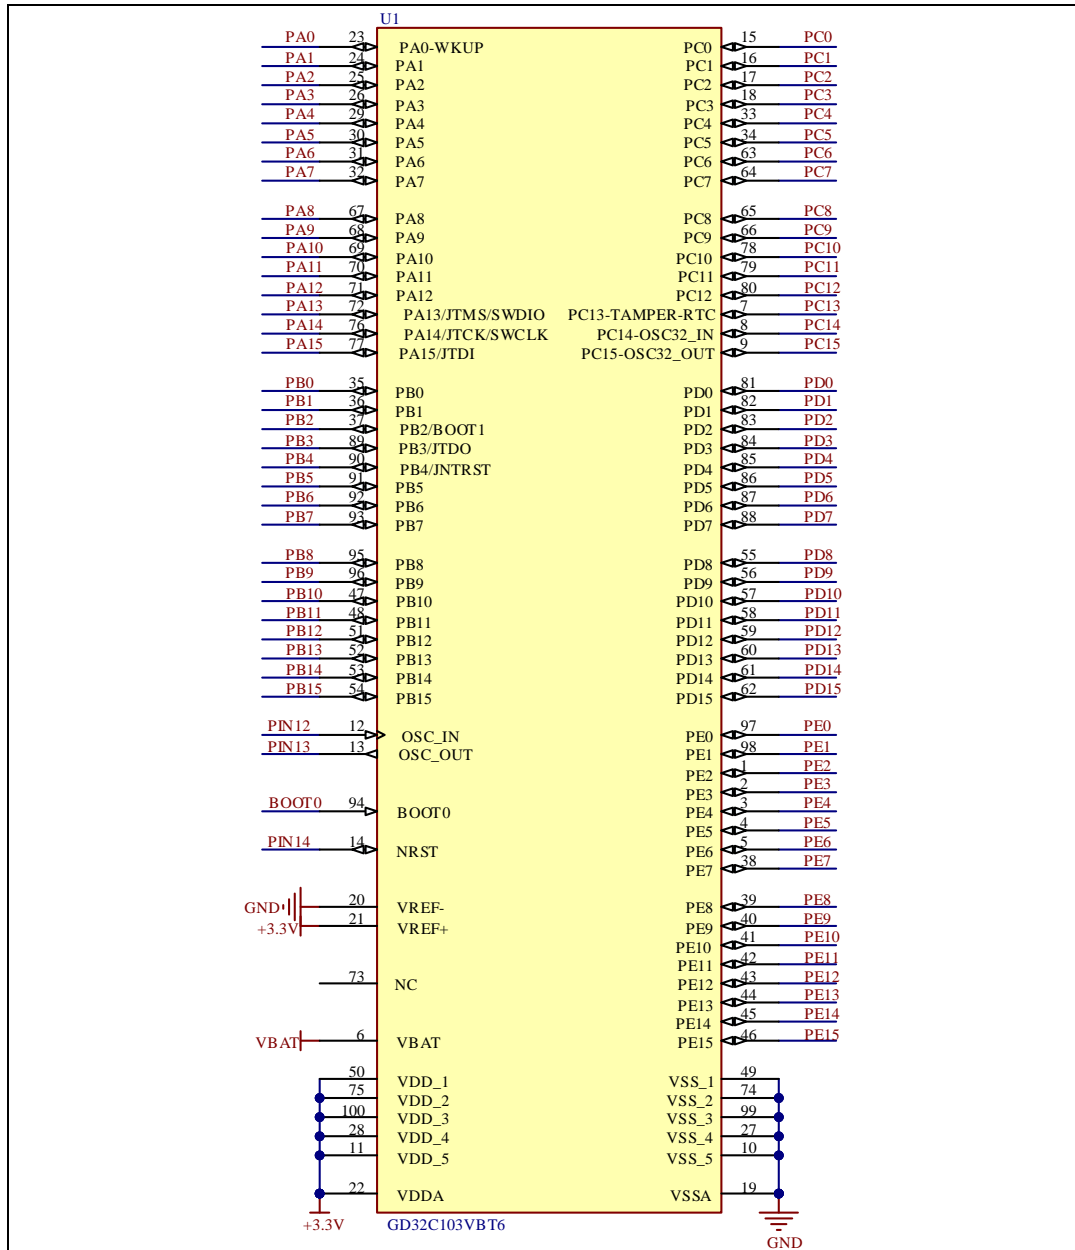 U1
PA0 23 PA0-WKUP PC0 15 PC0
PA1 24 PA1 PC1 16 PC1
PA2 25 PA2 PC2 17 PC2
PA3 26 PA3 PC3 18 PC3
PA4 29 PA4 PC4 33 PC4
PA5 30 PA5 PC5 34 PC5
PA6 31 PA6 PC6 63 PC6
PA7 32 PA7 PC7 64 PC7
PA8 67 PA8 PC8 65 PC8
PA9 68 PA9 PC9 66 PC9
PA10 69 PA10 PC10 78 PC10
PA11 70 PA11 PC11 79 PC11
PA12 71 PA12 PC12 80 PC12
PA13 72 PA13/JTMS/SWDIO PC13-TAMPER-RTC 7 PC13
PA14 76 PA14/JTCK/SWCLK PC14-OSC32_IN 8 PC14
PA15 77 PA15/JTDI PC15-OSC32_OUT 9 PC15
PB0 35 PB0 PD0 81 PD0
PB1 36 PB1 PD1 82 PD1
PB2 37 PB2/BOOT1 PD2 83 PD2
PB3 89 PB3/JTDO PD3 84 PD3
PB4 90 PB4/JNTRST PD4 85 PD4
PB5 91 PB5 PD5 86 PD5
PB6 92 PB6 PD6 87 PD6
PB7 93 PB7 PD7 88 PD7
PB8 95 PB8 PD8 55 PD8
PB9 96 PB9 PD9 56 PD9
PB10 47 PB10 PD10 57 PD10
PB11 48 PB11 PD11 58 PD11
PB12 51 PB12 PD12 59 PD12
PB13 52 PB13 PD13 60 PD13
PB14 53 PB14 PD14 61 PD14
PB15 54 PB15 PD15 62 PD15
PIN12 12 OSC_IN PE0 97 PE0
PIN13 13 OSC_OUT PE1 98 PE1
PE2 1 PE2
PE3 2 PE3
BOOT0 94 BOOT0 PE4 3 PE4
PE5 4 PE5
PIN14 14 NRST PE6 5 PE6
PE7 38 PE7
GND 20 VREF- PE8 39 PE8
+3.3V 21 VREF+ PE9 40 PE9
PE10 41 PE10
PE11 42 PE11
73 NC PE12 43 PE12
PE13 44 PE13
PE14 45 PE14
VBAT 6 VBAT PE15 46 PE15
50 VDD_1 VSS_1 49
75 VDD_2 VSS_2 74
100 VDD_3 VSS_3 99
28 VDD_4 VSS_4 27
11 VDD_5 VSS_5 10
22 VDDA VSSA 19
+3.3V GD32C103VBT6
GND